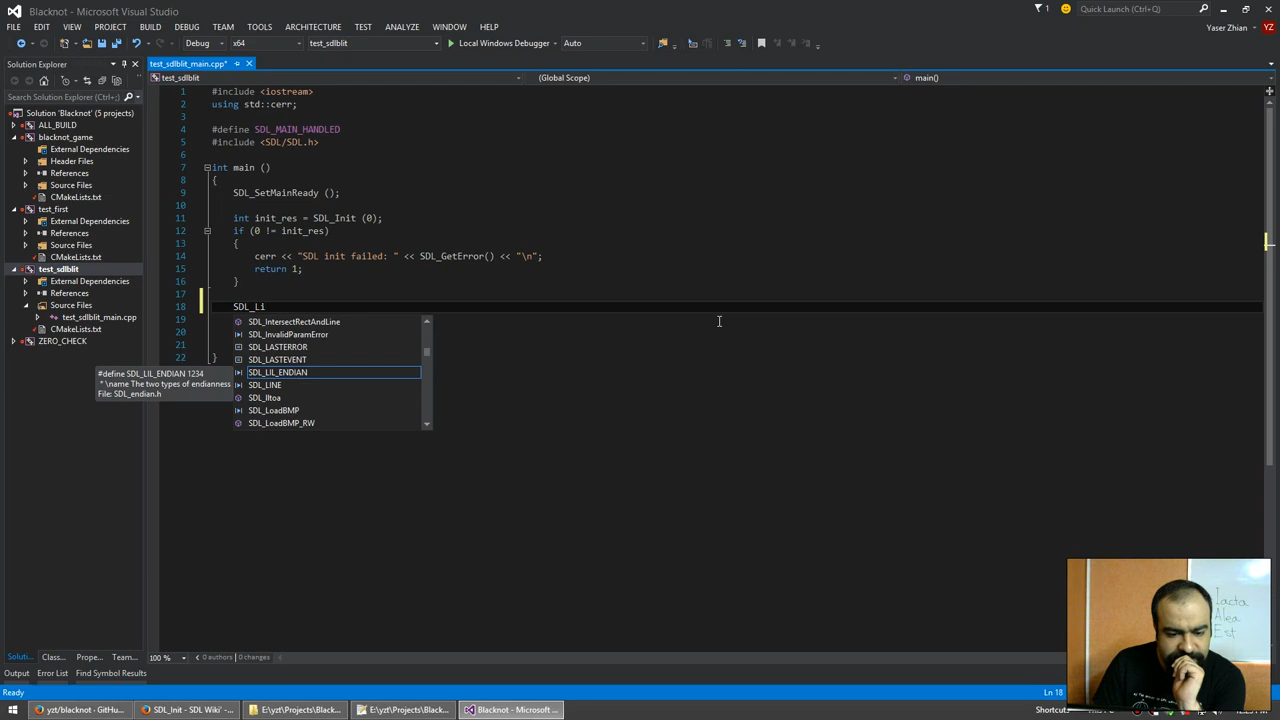 Blacknot - Microsoft Visual Studio
1
Quick Launch (Ctrl+Q)
FILE EDIT VIEW PROJECT BUILD DEBUG TEAM TOOLS ARCHITECTURE TEST ANALYZE WINDOW HELP
Yaser Zhian YZ
Debug x64 test_sdlblit Local Windows Debugger Auto
Solution Explorer
test_sdlblit_main.cpp*
test_sdlblit (Global Scope) main()
Search Solution Explorer (Ctrl+;)
Solution 'Blacknot' (5 projects)
ALL_BUILD
blacknot_game
External Dependencies
Header Files
References
Source Files
CMakeLists.txt
test_first
External Dependencies
References
Source Files
CMakeLists.txt
test_sdlblit
External Dependencies
References
Source Files
test_sdlblit_main.cpp
CMakeLists.txt
ZERO_CHECK
1 #include <iostream>
2 using std::cerr;
3
4 #define SDL_MAIN_HANDLED
5 #include <SDL/SDL.h>
6
7 int main ()
8 {
9 SDL_SetMainReady ();
10
11 int init_res = SDL_Init (0);
12 if (0 != init_res)
13 {
14 cerr << "SDL init failed: " << SDL_GetError() << "\n";
15 return 1;
16 }
17
18 SDL_Li
19
20
21
22 }
SDL_IntersectRectAndLine
SDL_InvalidParamError
SDL_LASTERROR
SDL_LASTEVENT
SDL_LIL_ENDIAN
SDL_LINE
SDL_lltoa
SDL_LoadBMP
SDL_LoadBMP_RW
#define SDL_LIL_ENDIAN 1234
* \name The two types of endianness
File: SDL_endian.h
Iacta
Alea
Est
100 % 0 authors | 0 changes
Soluti... Class... Prope... Team...
Output Error List Find Symbol Results
Ready Ln 18
yzt/blacknot · GitHu... SDL_Init - SDL Wiki' -... E:\yzt\Projects\Black... E:\yzt\Projects\Black... Blacknot - Microsoft ...
Shortcuts